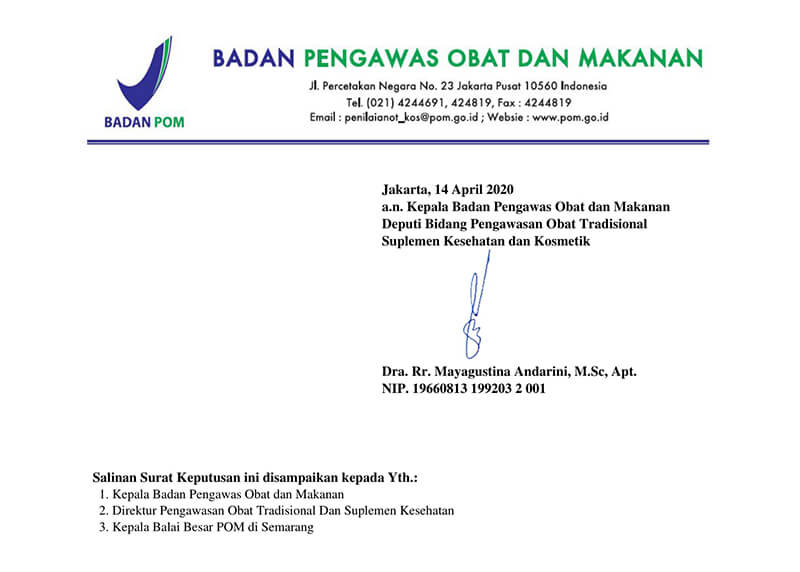 BADAN PENGAWAS OBAT DAN MAKANAN
Jl. Percetakan Negara No. 23 Jakarta Pusat 10560 Indonesia
Tel. (021) 4244691, 424819, Fax : 4244819
Email : penilaianot_kos@pom.go.id ; Websie : www.pom.go.id
BADAN POM
Jakarta, 14 April 2020
a.n. Kepala Badan Pengawas Obat dan Makanan
Deputi Bidang Pengawasan Obat Tradisional
Suplemen Kesehatan dan Kosmetik
Dra. Rr. Mayagustina Andarini, M.Sc, Apt.
NIP. 19660813 199203 2 001
Salinan Surat Keputusan ini disampaikan kepada Yth.:
1. Kepala Badan Pengawas Obat dan Makanan
2. Direktur Pengawasan Obat Tradisional Dan Suplemen Kesehatan
3. Kepala Balai Besar POM di Semarang